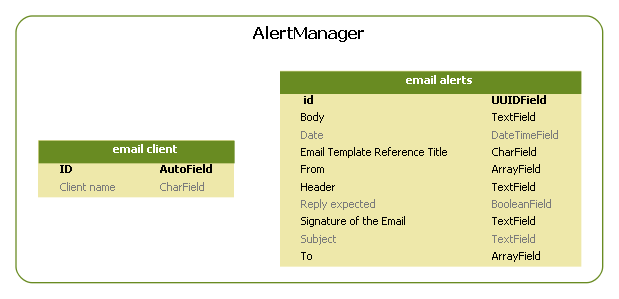 AlertManager
email client
ID AutoField
Client name CharField
email alerts
id UUIDField
Body TextField
Date DateTimeField
Email Template Reference Title CharField
From ArrayField
Header TextField
Reply expected BooleanField
Signature of the Email TextField
Subject TextField
To ArrayField